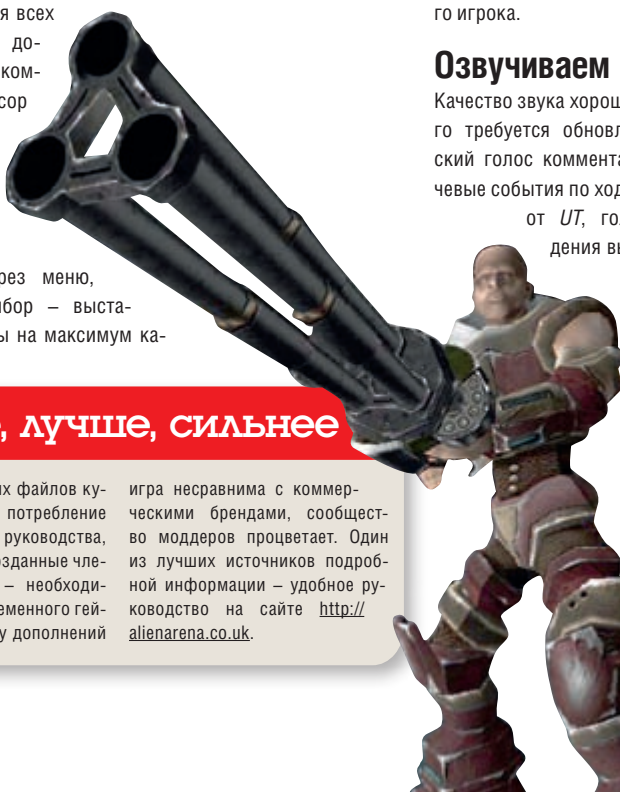 я всех
до-
ком-
сор
рез меню,
бор – выста-
ы на максимум ка-
го игрока.
Озвучиваем
Качество звука хорош
го требуется обновл
ский голос коммента
чевые события по ход
от UT, го
дения вы
, лучше, сильнее
их файлов ку-
потребление
руководства,
озданные чле-
– необходи-
еменного гей-
у дополнений
игра несравнима с коммер-
ческими брендами, сообщест-
во моддеров процветает. Один
из лучших источников подроб-
ной информации – удобное ру-
ководство на сайте http://
alienarena.co.uk.